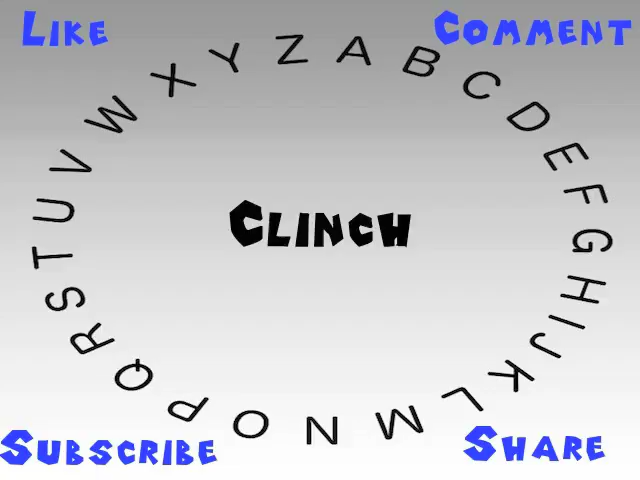 Like
Comment
A B C D E F G H I J K L M N O P Q R S T U V W X Y Z
Clinch
Subscribe
Share